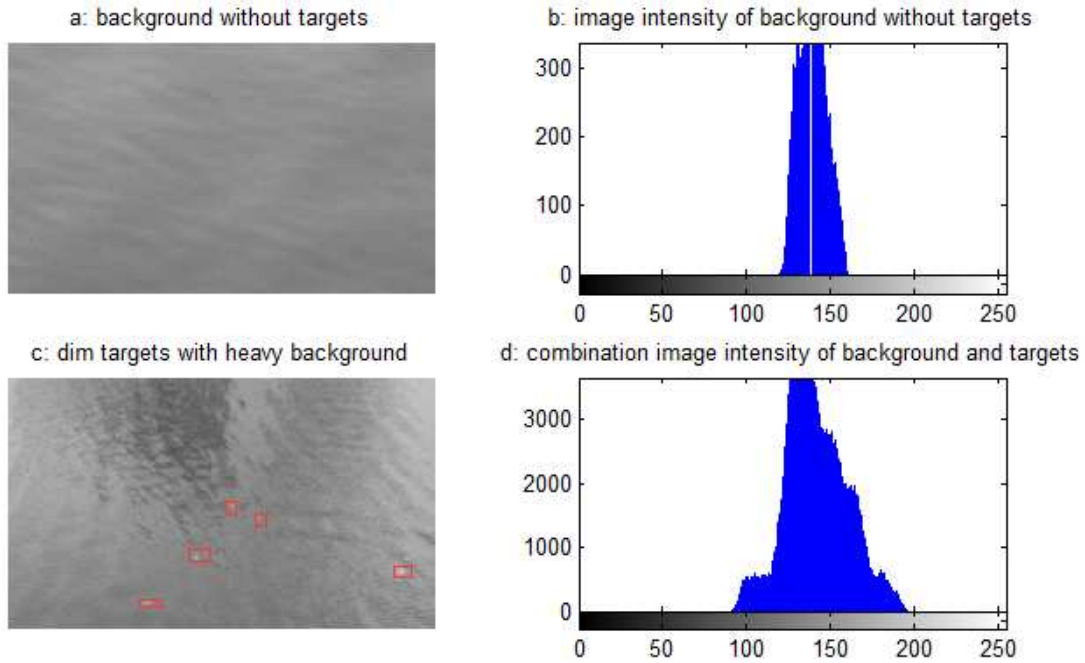 a: background without targets
b: image intensity of background without targets
300
200
100
0
0 50 100 150 200 250
c: dim targets with heavy background
d: combination image intensity of background and targets
3000
2000
1000
0
0 50 100 150 200 250